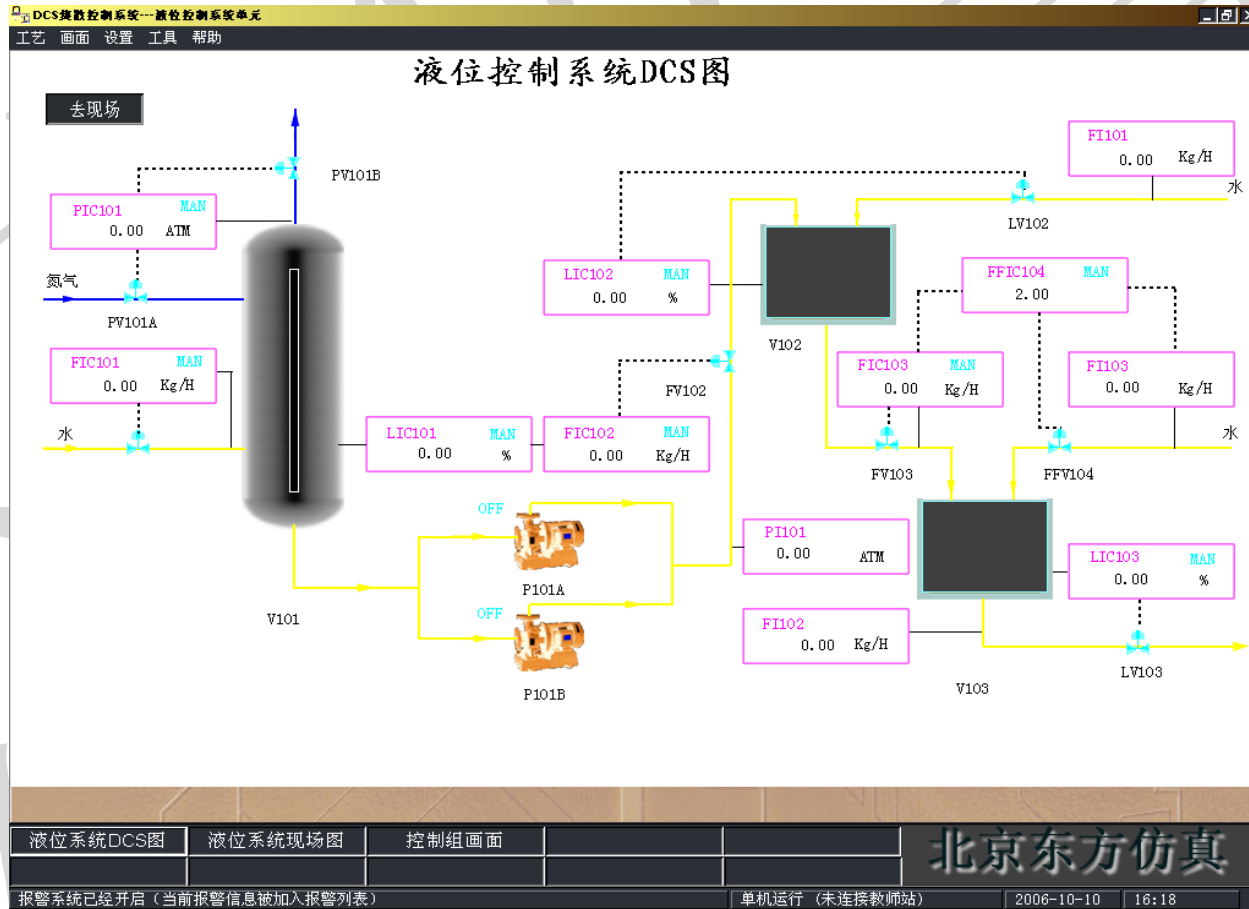 DCS集散控制系统---液位控制系统单元
工艺 画面 设置 工具 帮助
液位控制系统DCS图
去现场
FI101
0.00 Kg/H
水
PV101B
PIC101 MAN
0.00 ATM
LV102
LIC102 MAN
0.00 %
FFIC104 MAN
2.00
氮气
PV101A
V102
FIC101 MAN
0.00 Kg/H
FIC103 MAN
0.00 Kg/H
FI103
0.00 Kg/H
FV102
水
LIC101 MAN
0.00 %
FIC102 MAN
0.00 Kg/H
水
FV103
FFV104
OFF
P101A
PI101
0.00 ATM
LIC103 MAN
0.00 %
V101
OFF
P101B
FI102
0.00 Kg/H
LV103
V103
液位系统DCS图 液位系统现场图 控制组画面
北京东方仿真
报警系统已经开启（当前报警信息被加入报警列表） 单机运行 （未连接教师站） 2006-10-10 16:18